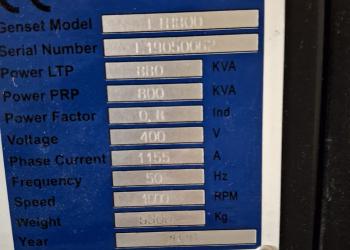 Genset Model
Serial Number
Power LTP 880 KVA
Power PRP 800 KVA
Power Factor 0,8 Ind
Voltage 400 V
Phase Current 1155 A
Frequency 50 Hz
Speed RPM
Weight Kg
Year